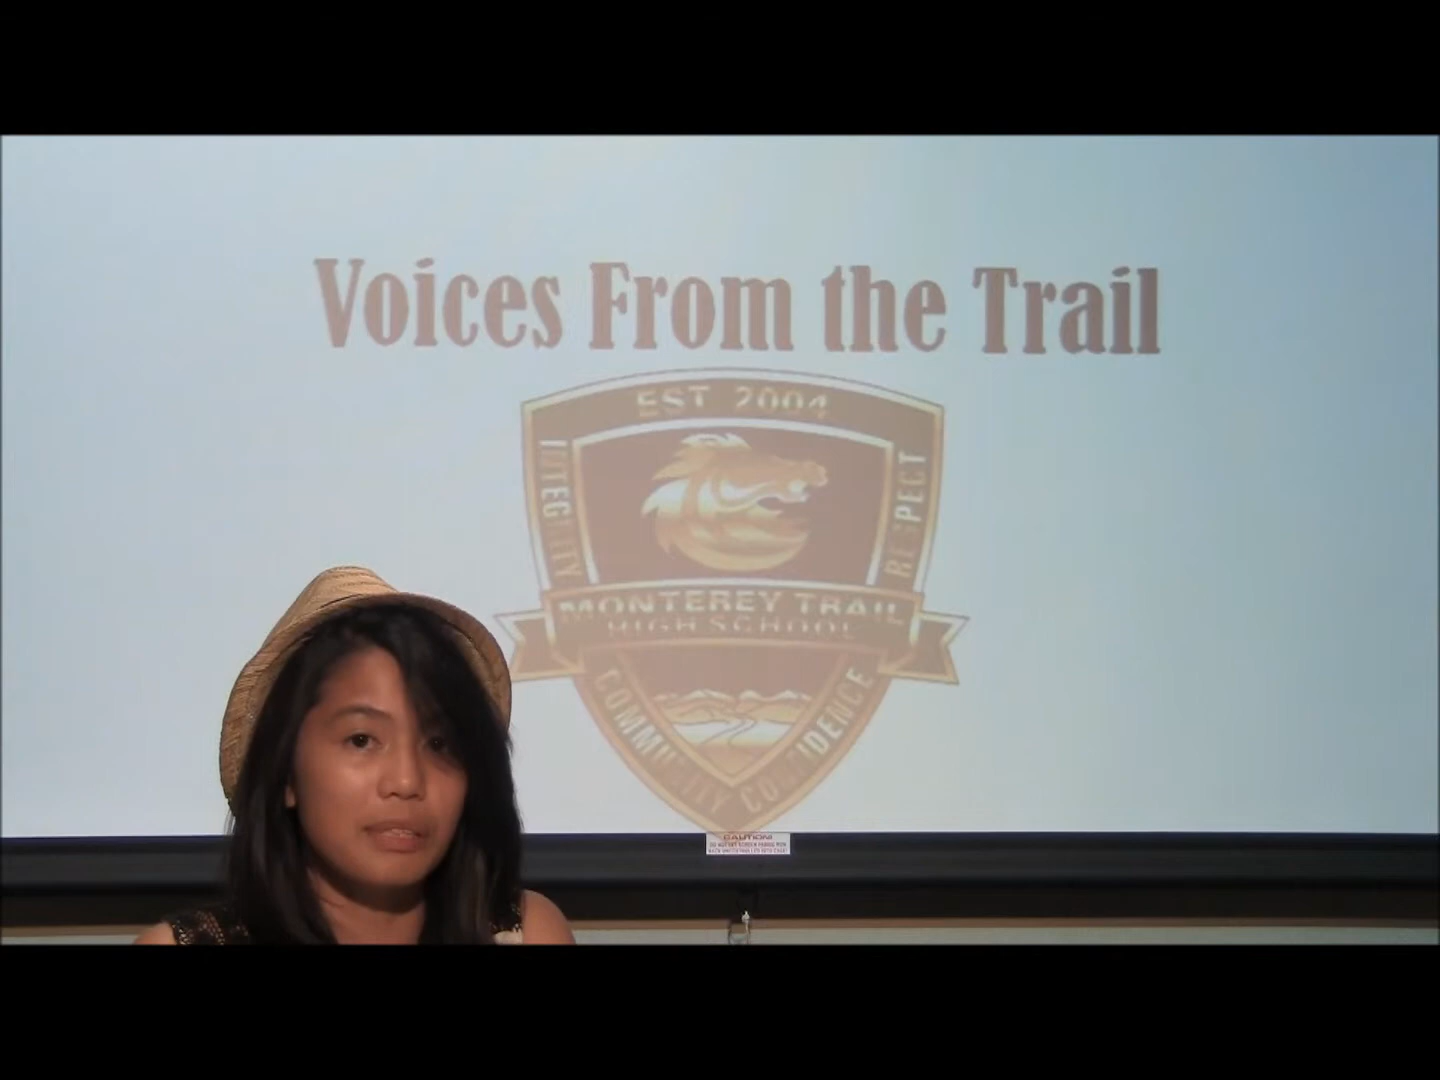 Voices From the Trail
EST 2004
INTEGRITY
RESPECT
MONTEREY TRAIL
HIGH SCHOOL
COMMUNITY CONFIDENCE
CAUTION!